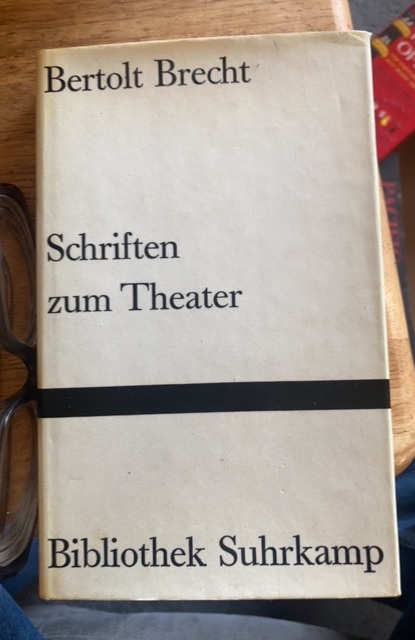 Bertolt Brecht
Schriften
zum Theater
Bibliothek Suhrkamp